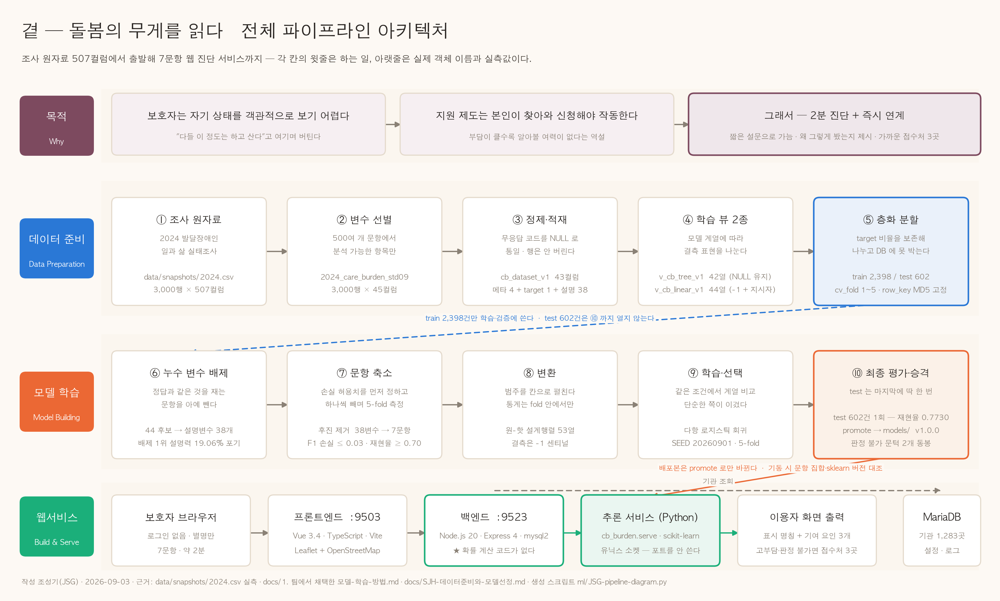 곁 — 돌봄의 무게를 읽다   전체 파이프라인 아키텍처
조사 원자료 507컬럼에서 출발해 7문항 웹 진단 서비스까지 — 각 칸의 윗줄은 하는 일, 아랫줄은 실제 객체 이름과 실측값이다.
목적
Why
보호자는 자기 상태를 객관적으로 보기 어렵다
"다들 이 정도는 하고 산다"고 여기며 버틴다
지원 제도는 본인이 찾아와 신청해야 작동한다
부담이 클수록 알아볼 여력이 없다는 역설
그래서 — 2분 진단 + 즉시 연계
짧은 설문으로 가능 · 왜 그렇게 봤는지 제시 · 가까운 접수처 3곳
데이터 준비
Data Preparation
① 조사 원자료
2024 발달장애인
일과 삶 실태조사
data/snapshots/2024.csv
3,000행 × 507컬럼
② 변수 선별
500여 개 문항에서
분석 가능한 항목만
2024_care_burden_std09
3,000행 × 45컬럼
③ 정제·적재
무응답 코드를 NULL 로
통일 · 행은 안 버린다
cb_dataset_v1  43컬럼
메타 4 + target 1 + 설명 38
④ 학습 뷰 2종
모델 계열에 따라
결측 표현을 나눈다
v_cb_tree_v1  42열 (NULL 유지)
v_cb_linear_v1  44열 (-1 + 지시자)
⑤ 층화 분할
target 비율을 보존해
나누고 DB 에 못 박는다
train 2,398 / test 602
cv_fold 1~5 · row_key MD5 고정
train 2,398건만 학습·검증에 쓴다  ·  test 602건은 ⑩ 까지 열지 않는다
모델 학습
Model Building
⑥ 누수 변수 배제
정답과 같은 것을 재는
문항을 아예 뺀다
44 후보 → 설명변수 38개
배제 1위 설명력 19.06% 포기
⑦ 문항 축소
손실 허용치를 먼저 정하고
하나씩 빼며 5-fold 측정
후진 제거  38변수 → 7문항
F1 손실 ≤ 0.03 · 재현율 ≥ 0.70
⑧ 변환
범주를 칸으로 펼친다
통계는 fold 안에서만
원-핫 설계행렬 53열
결측은 -1 센티널
⑨ 학습·선택
같은 조건에서 계열 비교
단순한 쪽이 이겼다
다항 로지스틱 회귀
SEED 20260901 · 5-fold
⑩ 최종 평가·승격
test 는 마지막에 딱 한 번
test 602건 1회 — 재현율 0.7730
promote → models/  v1.0.0
판정 불가 문턱 2개 동봉
배포본은 promote 로만 바뀐다  ·  기동 시 문항 집합·sklearn 버전 대조
기관 조회
웹서비스
Build & Serve
보호자 브라우저
로그인 없음 · 별명만
7문항 · 약 2분
프론트엔드  :9503
Vue 3.4 · TypeScript · Vite
Leaflet + OpenStreetMap
백엔드  :9523
Node.js 20 · Express 4 · mysql2
★ 확률 계산 코드가 없다
추론 서비스 (Python)
cb_burden.serve · scikit-learn
유닉스 소켓 — 포트를 안 쓴다
이용자 화면 출력
표시 명칭 + 기여 요인 3개
고부담·판정 불가면 접수처 3곳
MariaDB
기관 1,283곳
설정 · 로그
작성 조성기(JSG) · 2026-09-03 · 근거: data/snapshots/2024.csv 실측 · docs/1. 팀에서 채택한 모델-학습-방법.md · docs/SJH-데이터준비와-모델선정.md · 생성 스크립트 ml/JSG-pipeline-diagram.py